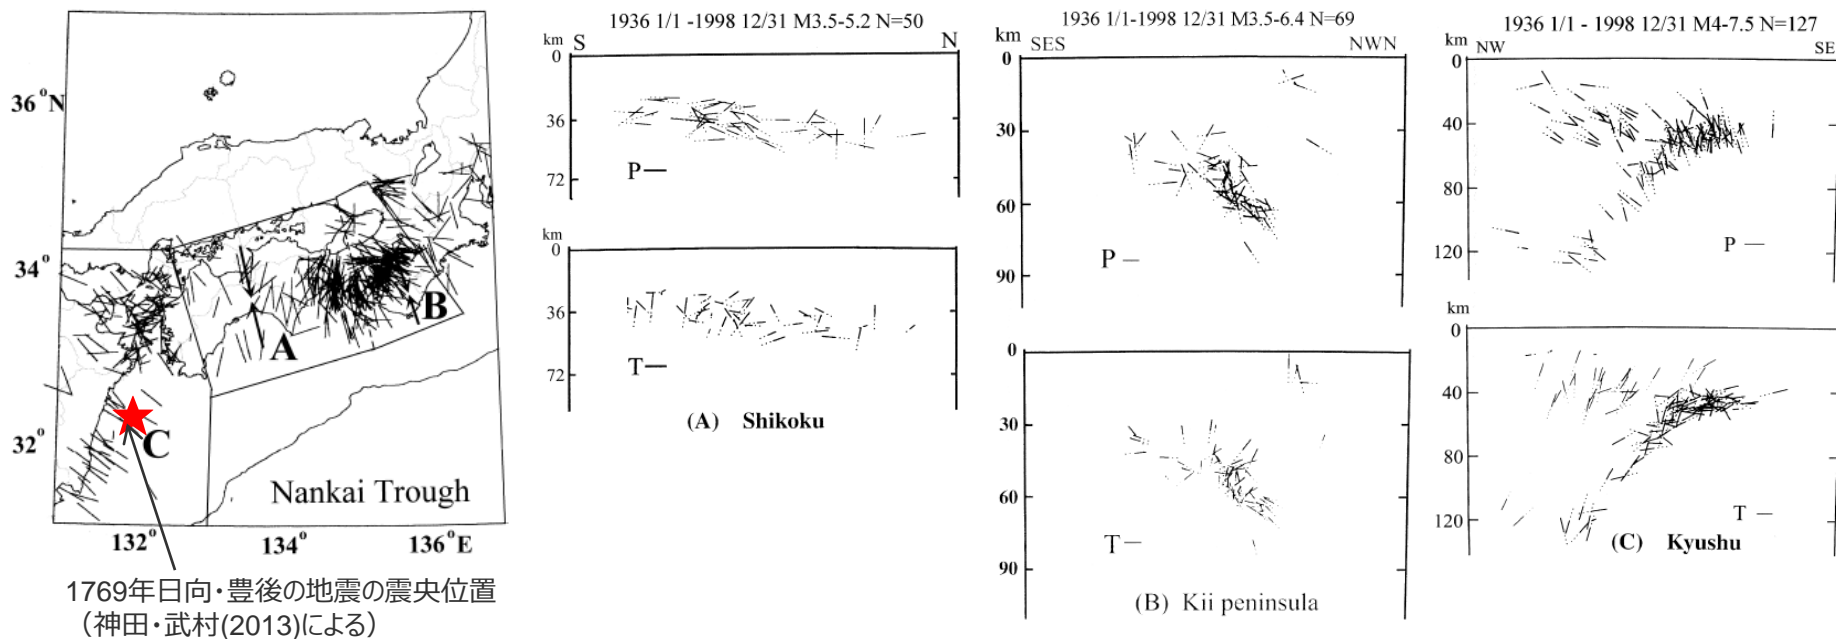 36°N
34°
32°
132°
134°
136°E
A
B
C
Nankai Trough
1769年日向・豊後の地震の震央位置
（神田・武村(2013)による）
1936 1/1 -1998 12/31 M3.5-5.2 N=50
km S N
0
36
72
P
km
0
36
72
T
(A) Shikoku
1936 1/1-1998 12/31 M3.5-6.4 N=69
km SES NWN
0
30
60
90
P
0
30
60
90
T
(B) Kii peninsula
1936 1/1 - 1998 12/31 M4-7.5 N=127
km NW SE
0
40
80
120
P
km
0
40
80
120
T
(C) Kyushu